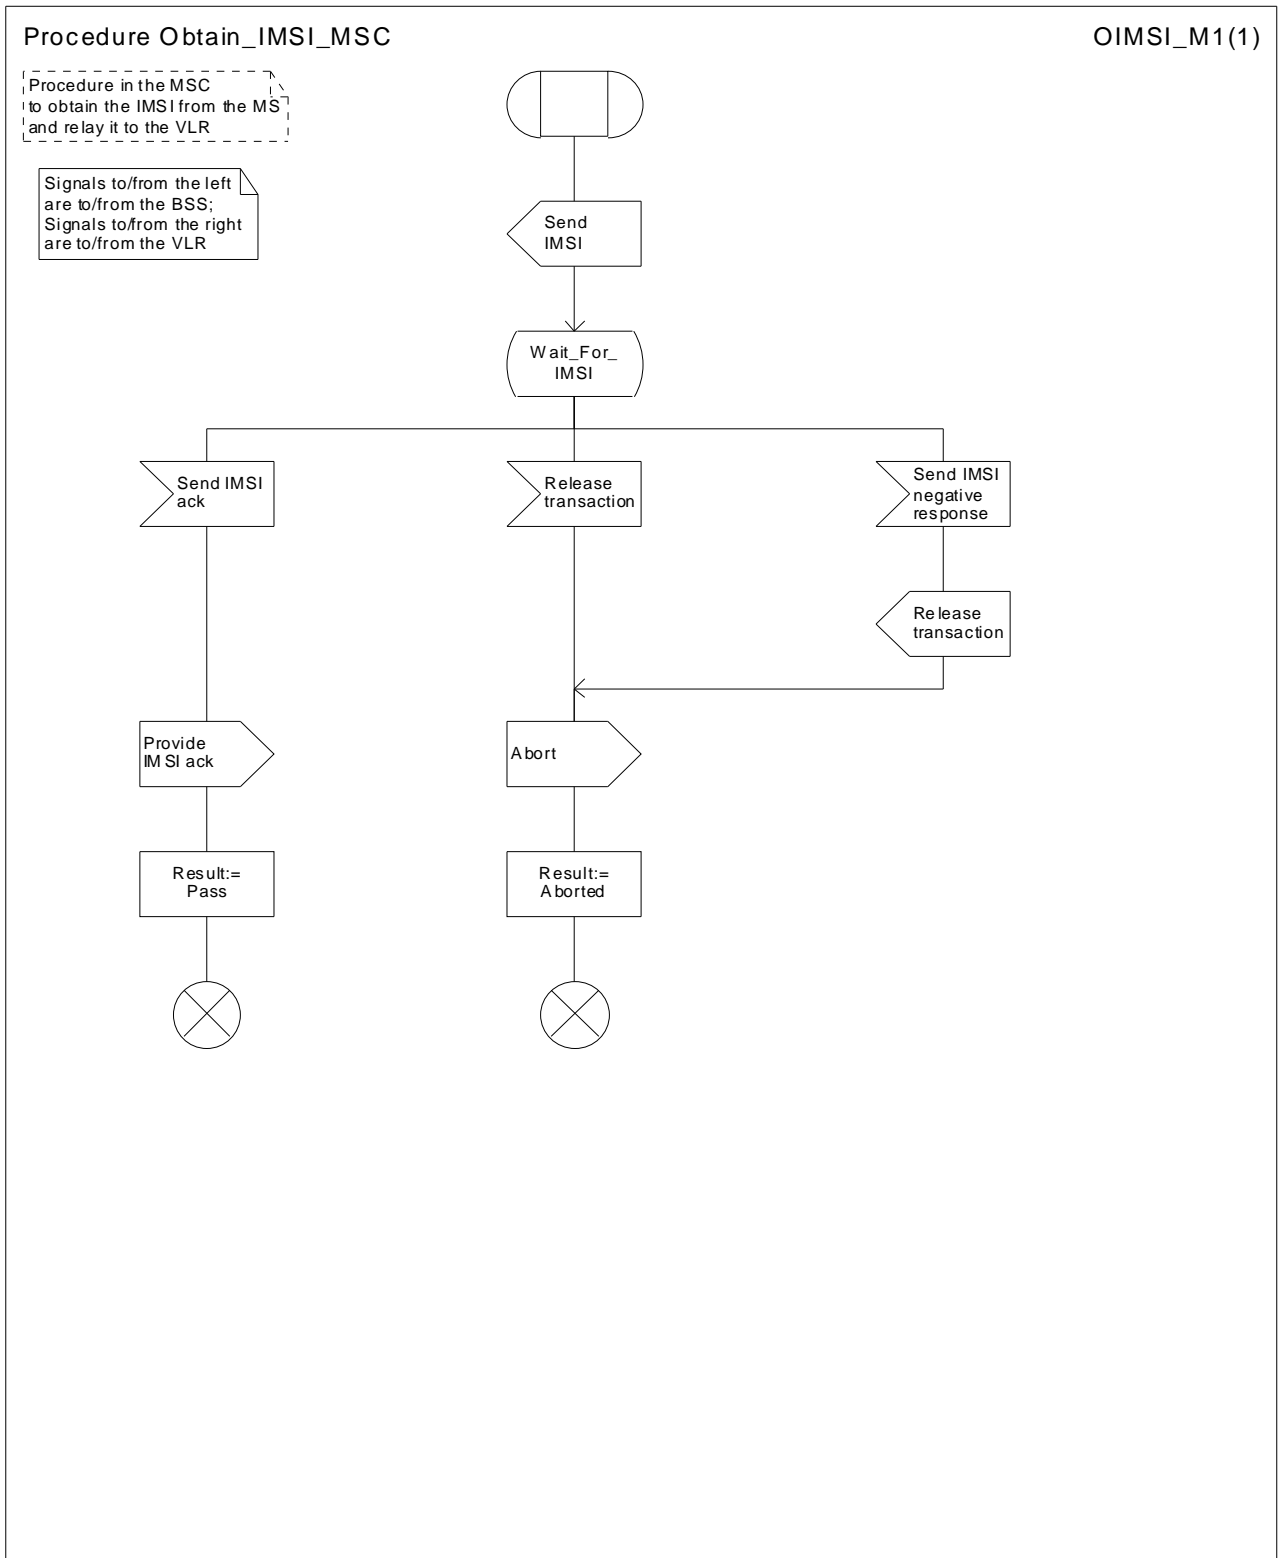 Procedure Obtain_IMSI_MSC
OIMSI_M1(1)
Procedure in the MSC
to obtain the IMSI from the MS
and relay it to the VLR
Signals to/from the left
are to/from the BSS;
Signals to/from the right
are to/from the VLR
Send
IMSI
Wait_For_
IMSI
Send IMSI
ack
Release
transaction
Send IMSI
negative
response
Release
transaction
Provide
IMSI ack
Abort
Result:=
Pass
Result:=
Aborted